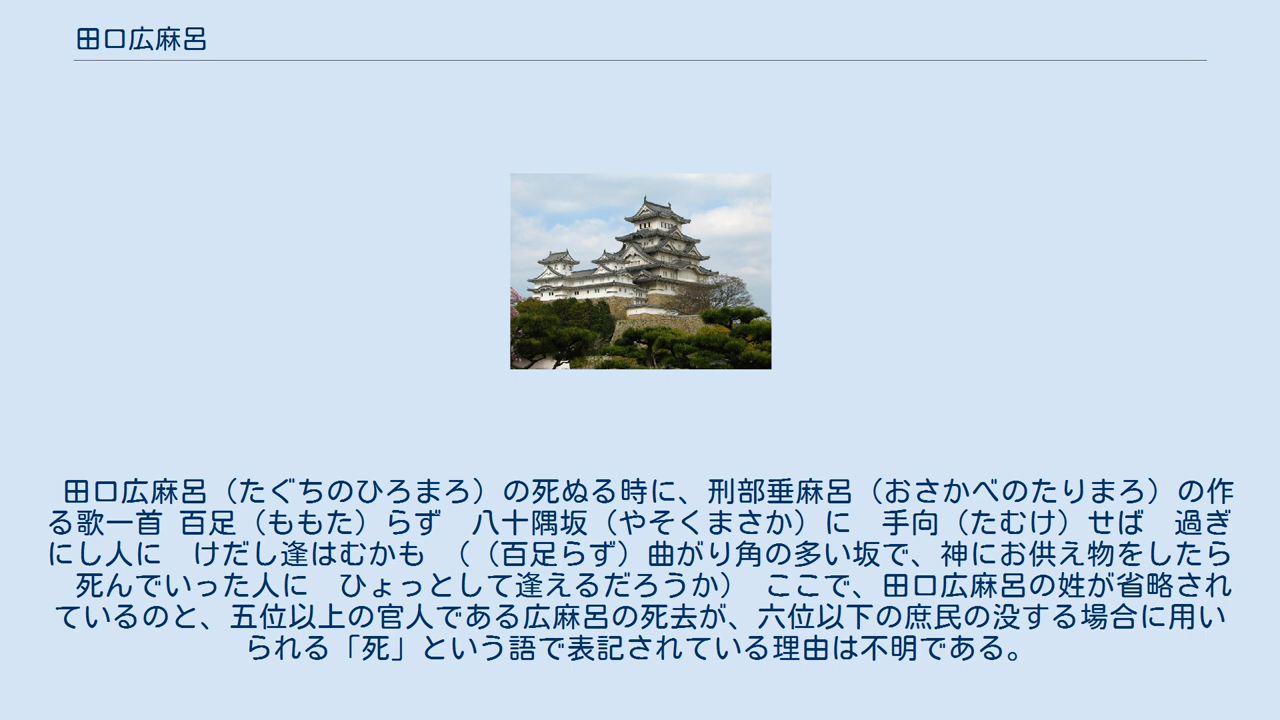 田口広麻呂
田口広麻呂（たぐちのひろまろ）の死ぬる時に、刑部垂麻呂（おさかべのたりまろ）の作
る歌一首 百足（ももた）らず　八十隅坂（やそくまさか）に　手向（たむけ）せば　過ぎ
にし人に　けだし逢はむかも　（（百足らず）曲がり角の多い坂で、神にお供え物をしたら
死んでいった人に　ひょっとして逢えるだろうか）　ここで、田口広麻呂の姓が省略され
ているのと、五位以上の官人である広麻呂の死去が、六位以下の庶民の没する場合に用い
られる「死」という語で表記されている理由は不明である。